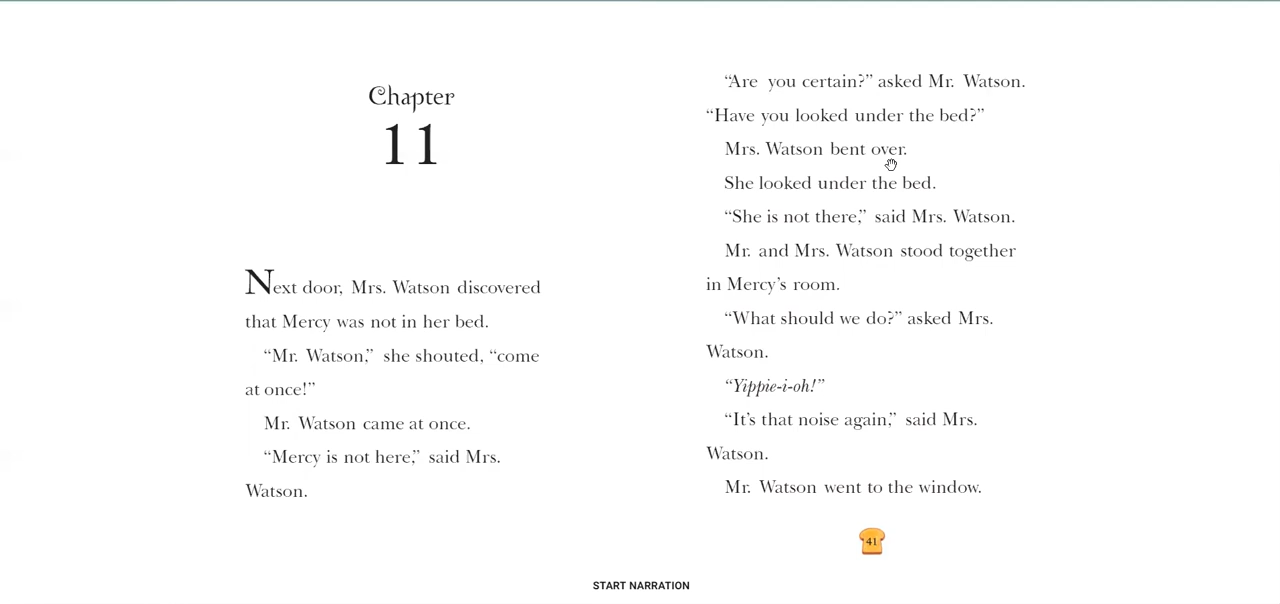 Chapter
11
Next door, Mrs. Watson discovered
that Mercy was not in her bed.
“Mr. Watson,” she shouted, “come
at once!”
Mr. Watson came at once.
“Mercy is not here,” said Mrs.
Watson.
“Are you certain?” asked Mr. Watson.
“Have you looked under the bed?”
Mrs. Watson bent over.
She looked under the bed.
“She is not there,” said Mrs. Watson.
Mr. and Mrs. Watson stood together
in Mercy’s room.
“What should we do?” asked Mrs.
Watson.
“Yippie-i-oh!”
“It’s that noise again,” said Mrs.
Watson.
Mr. Watson went to the window.
41
START NARRATION